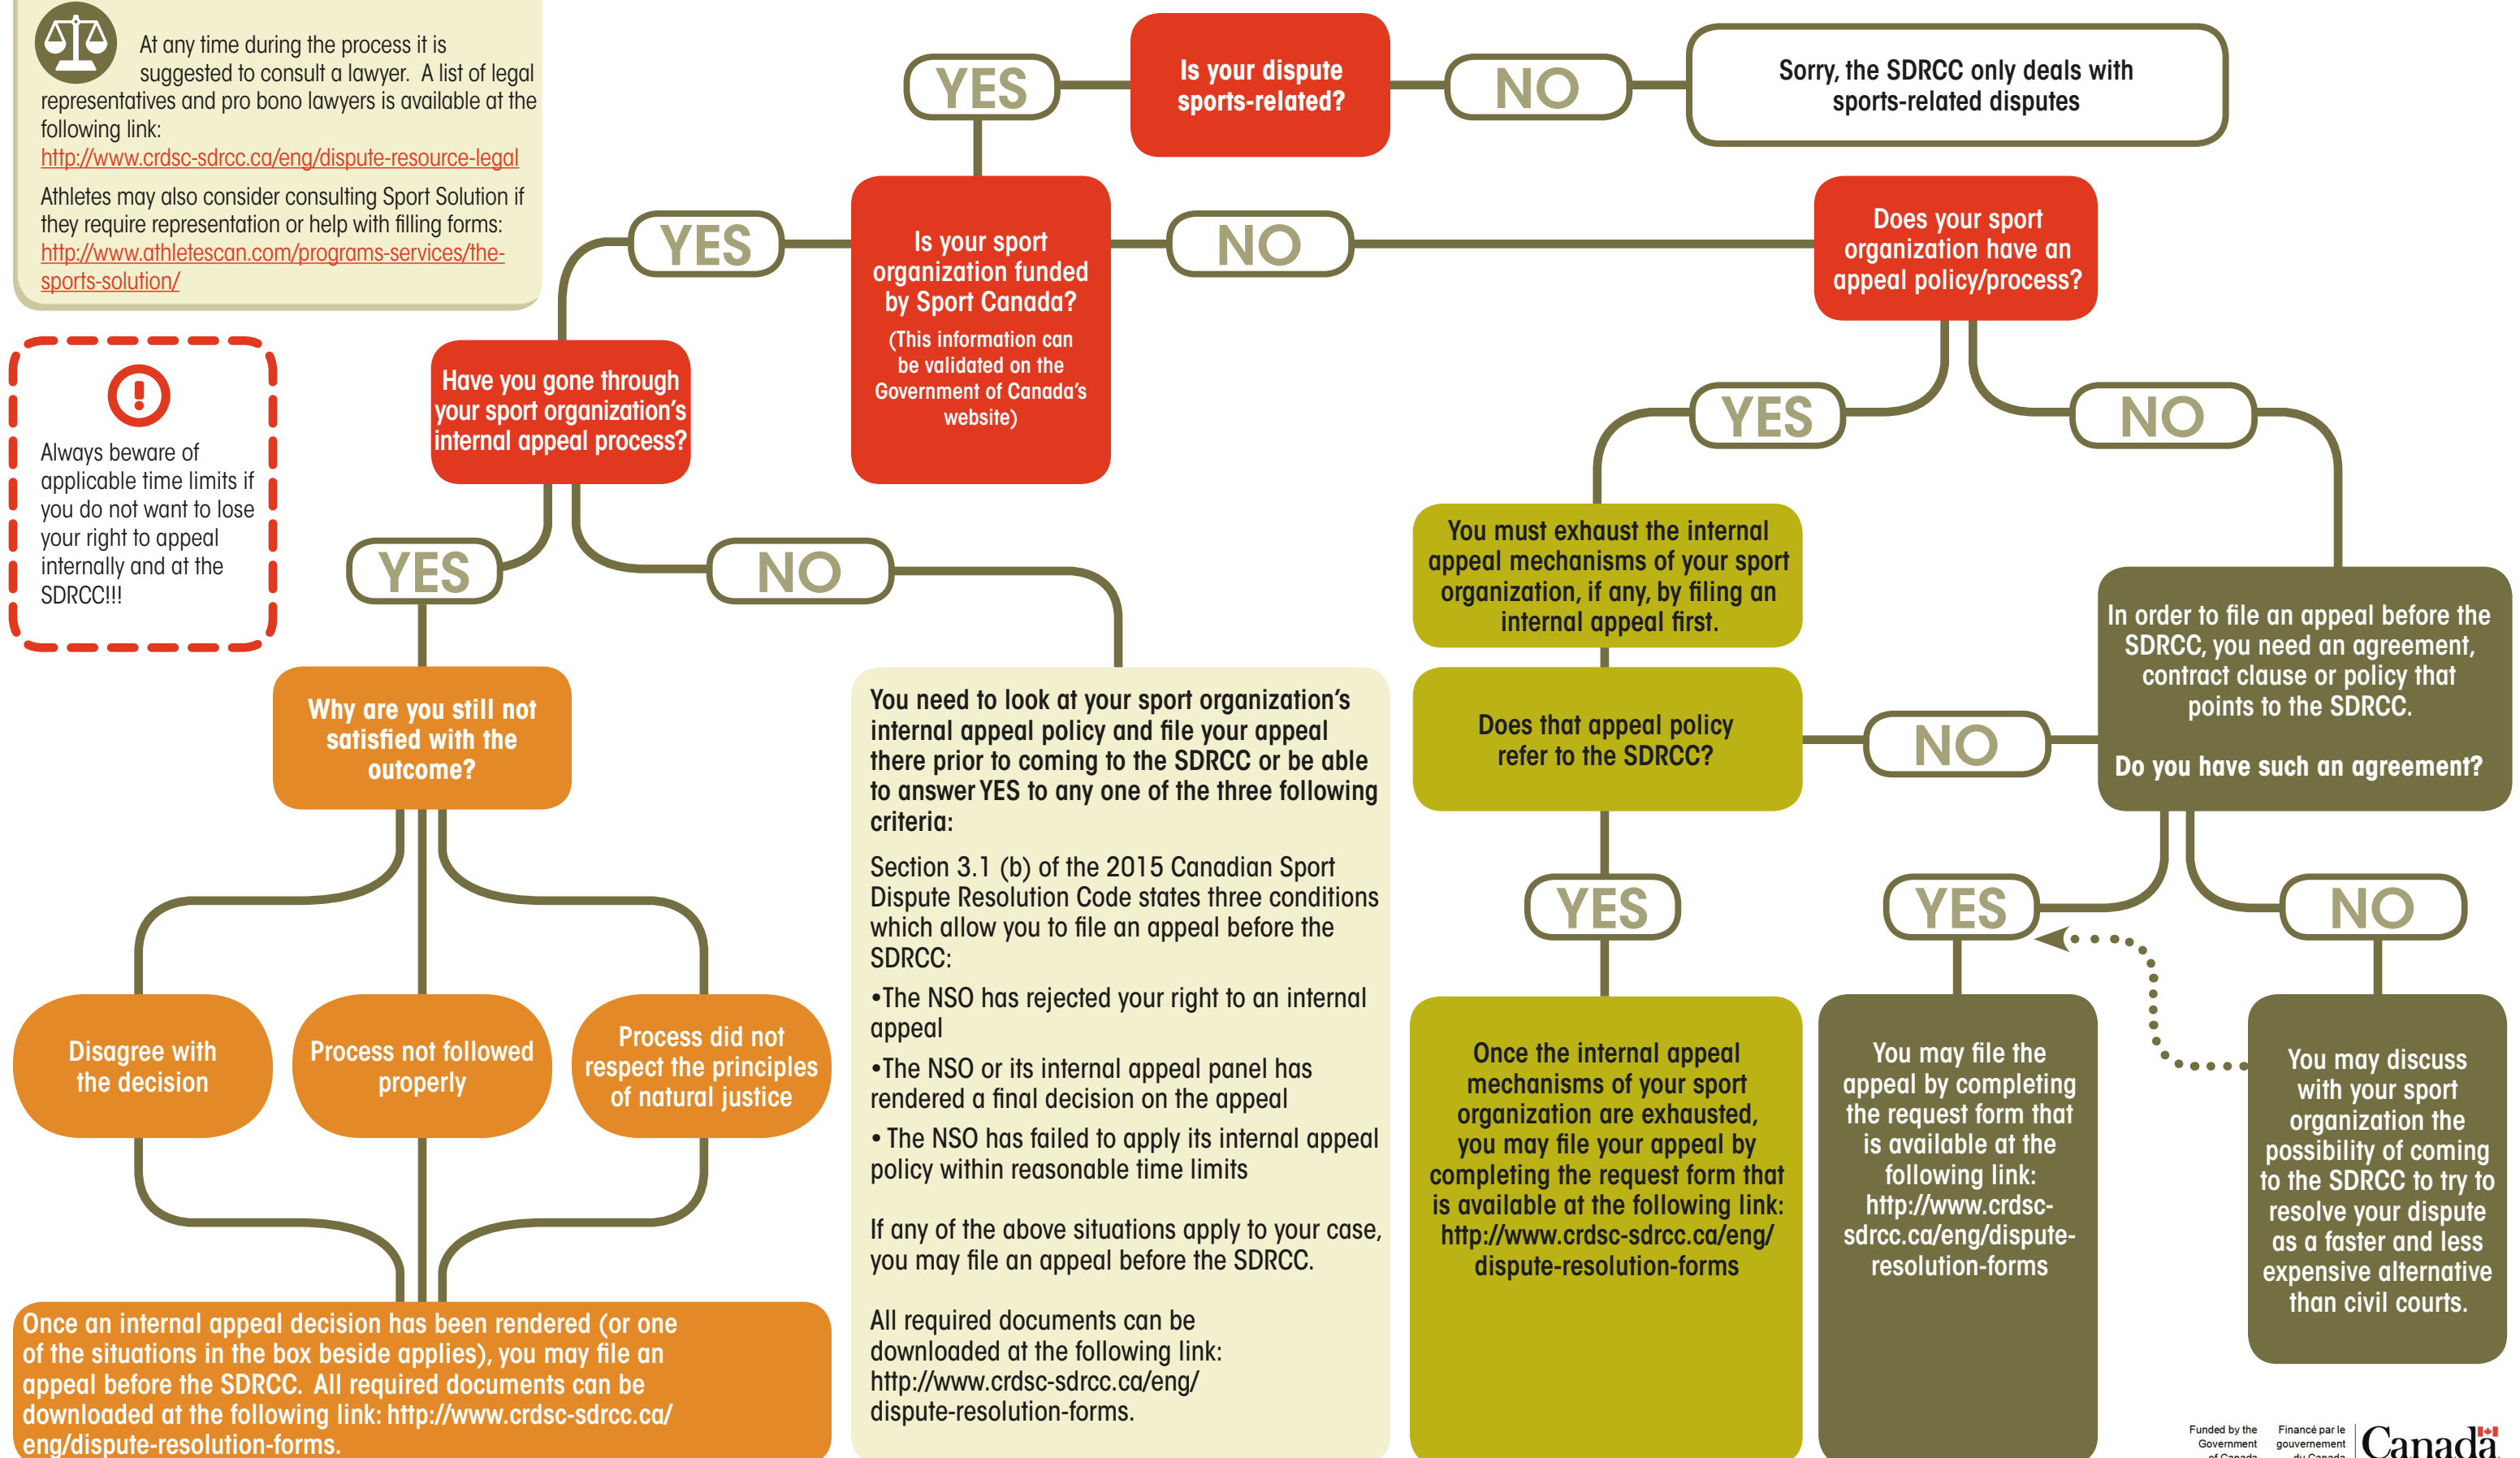 At any time during the process it is
suggested to consult a lawyer. A list of legal
representatives and pro bono lawyers is available at the
following link:
http://www.crdsc-sdrcc.ca/eng/dispute-resource-legal
Athletes may also consider consulting Sport Solution if
they require representation or help with filling forms:
http://www.athletescan.com/programs-services/the-
sports-solution/
YES
Is your dispute
sports-related?
NO
Sorry, the SDRCC only deals with
sports-related disputes
YES
Is your sport
organization funded
by Sport Canada?
(This information can
be validated on the
Government of Canada's
website)
NO
Does your sport
organization have an
appeal policy/process?
Always beware of
applicable time limits if
you do not want to lose
your right to appeal
internally and at the
SDRCC!!!
Have you gone through
your sport organization's
internal appeal process?
YES
NO
YES
NO
Why are you still not
satisfied with the
outcome?
Disagree with
the decision
Process not followed
properly
Process did not
respect the principles
of natural justice
Once an internal appeal decision has been rendered (or one
of the situations in the box beside applies), you may file an
appeal before the SDRCC. All required documents can be
downloaded at the following link: http://www.crdsc-sdrcc.ca/
eng/dispute-resolution-forms.
You need to look at your sport organization's
internal appeal policy and file your appeal
there prior to coming to the SDRCC or be able
to answer YES to any one of the three following
criteria:
Section 3.1 (b) of the 2015 Canadian Sport
Dispute Resolution Code states three conditions
which allow you to file an appeal before the
SDRCC:
•The NSO has rejected your right to an internal
appeal
•The NSO or its internal appeal panel has
rendered a final decision on the appeal
• The NSO has failed to apply its internal appeal
policy within reasonable time limits
If any of the above situations apply to your case,
you may file an appeal before the SDRCC.
All required documents can be
downloaded at the following link:
http://www.crdsc-sdrcc.ca/eng/
dispute-resolution-forms.
You must exhaust the internal
appeal mechanisms of your sport
organization, if any, by filing an
internal appeal first.
Does that appeal policy
refer to the SDRCC?
NO
In order to file an appeal before the
SDRCC, you need an agreement,
contract clause or policy that
points to the SDRCC.
Do you have such an agreement?
YES
YES
NO
Once the internal appeal
mechanisms of your sport
organization are exhausted,
you may file your appeal by
completing the request form that
is available at the following link:
http://www.crdsc-sdrcc.ca/eng/
dispute-resolution-forms
You may file the
appeal by completing
the request form that
is available at the
following link:
http://www.crdsc-
sdrcc.ca/eng/dispute-
resolution-forms
You may discuss
with your sport
organization the
possibility of coming
to the SDRCC to try to
resolve your dispute
as a faster and less
expensive alternative
than civil courts.
Funded by the
Government
of Canada
Financé par le
gouvernement
du Canada
Canada